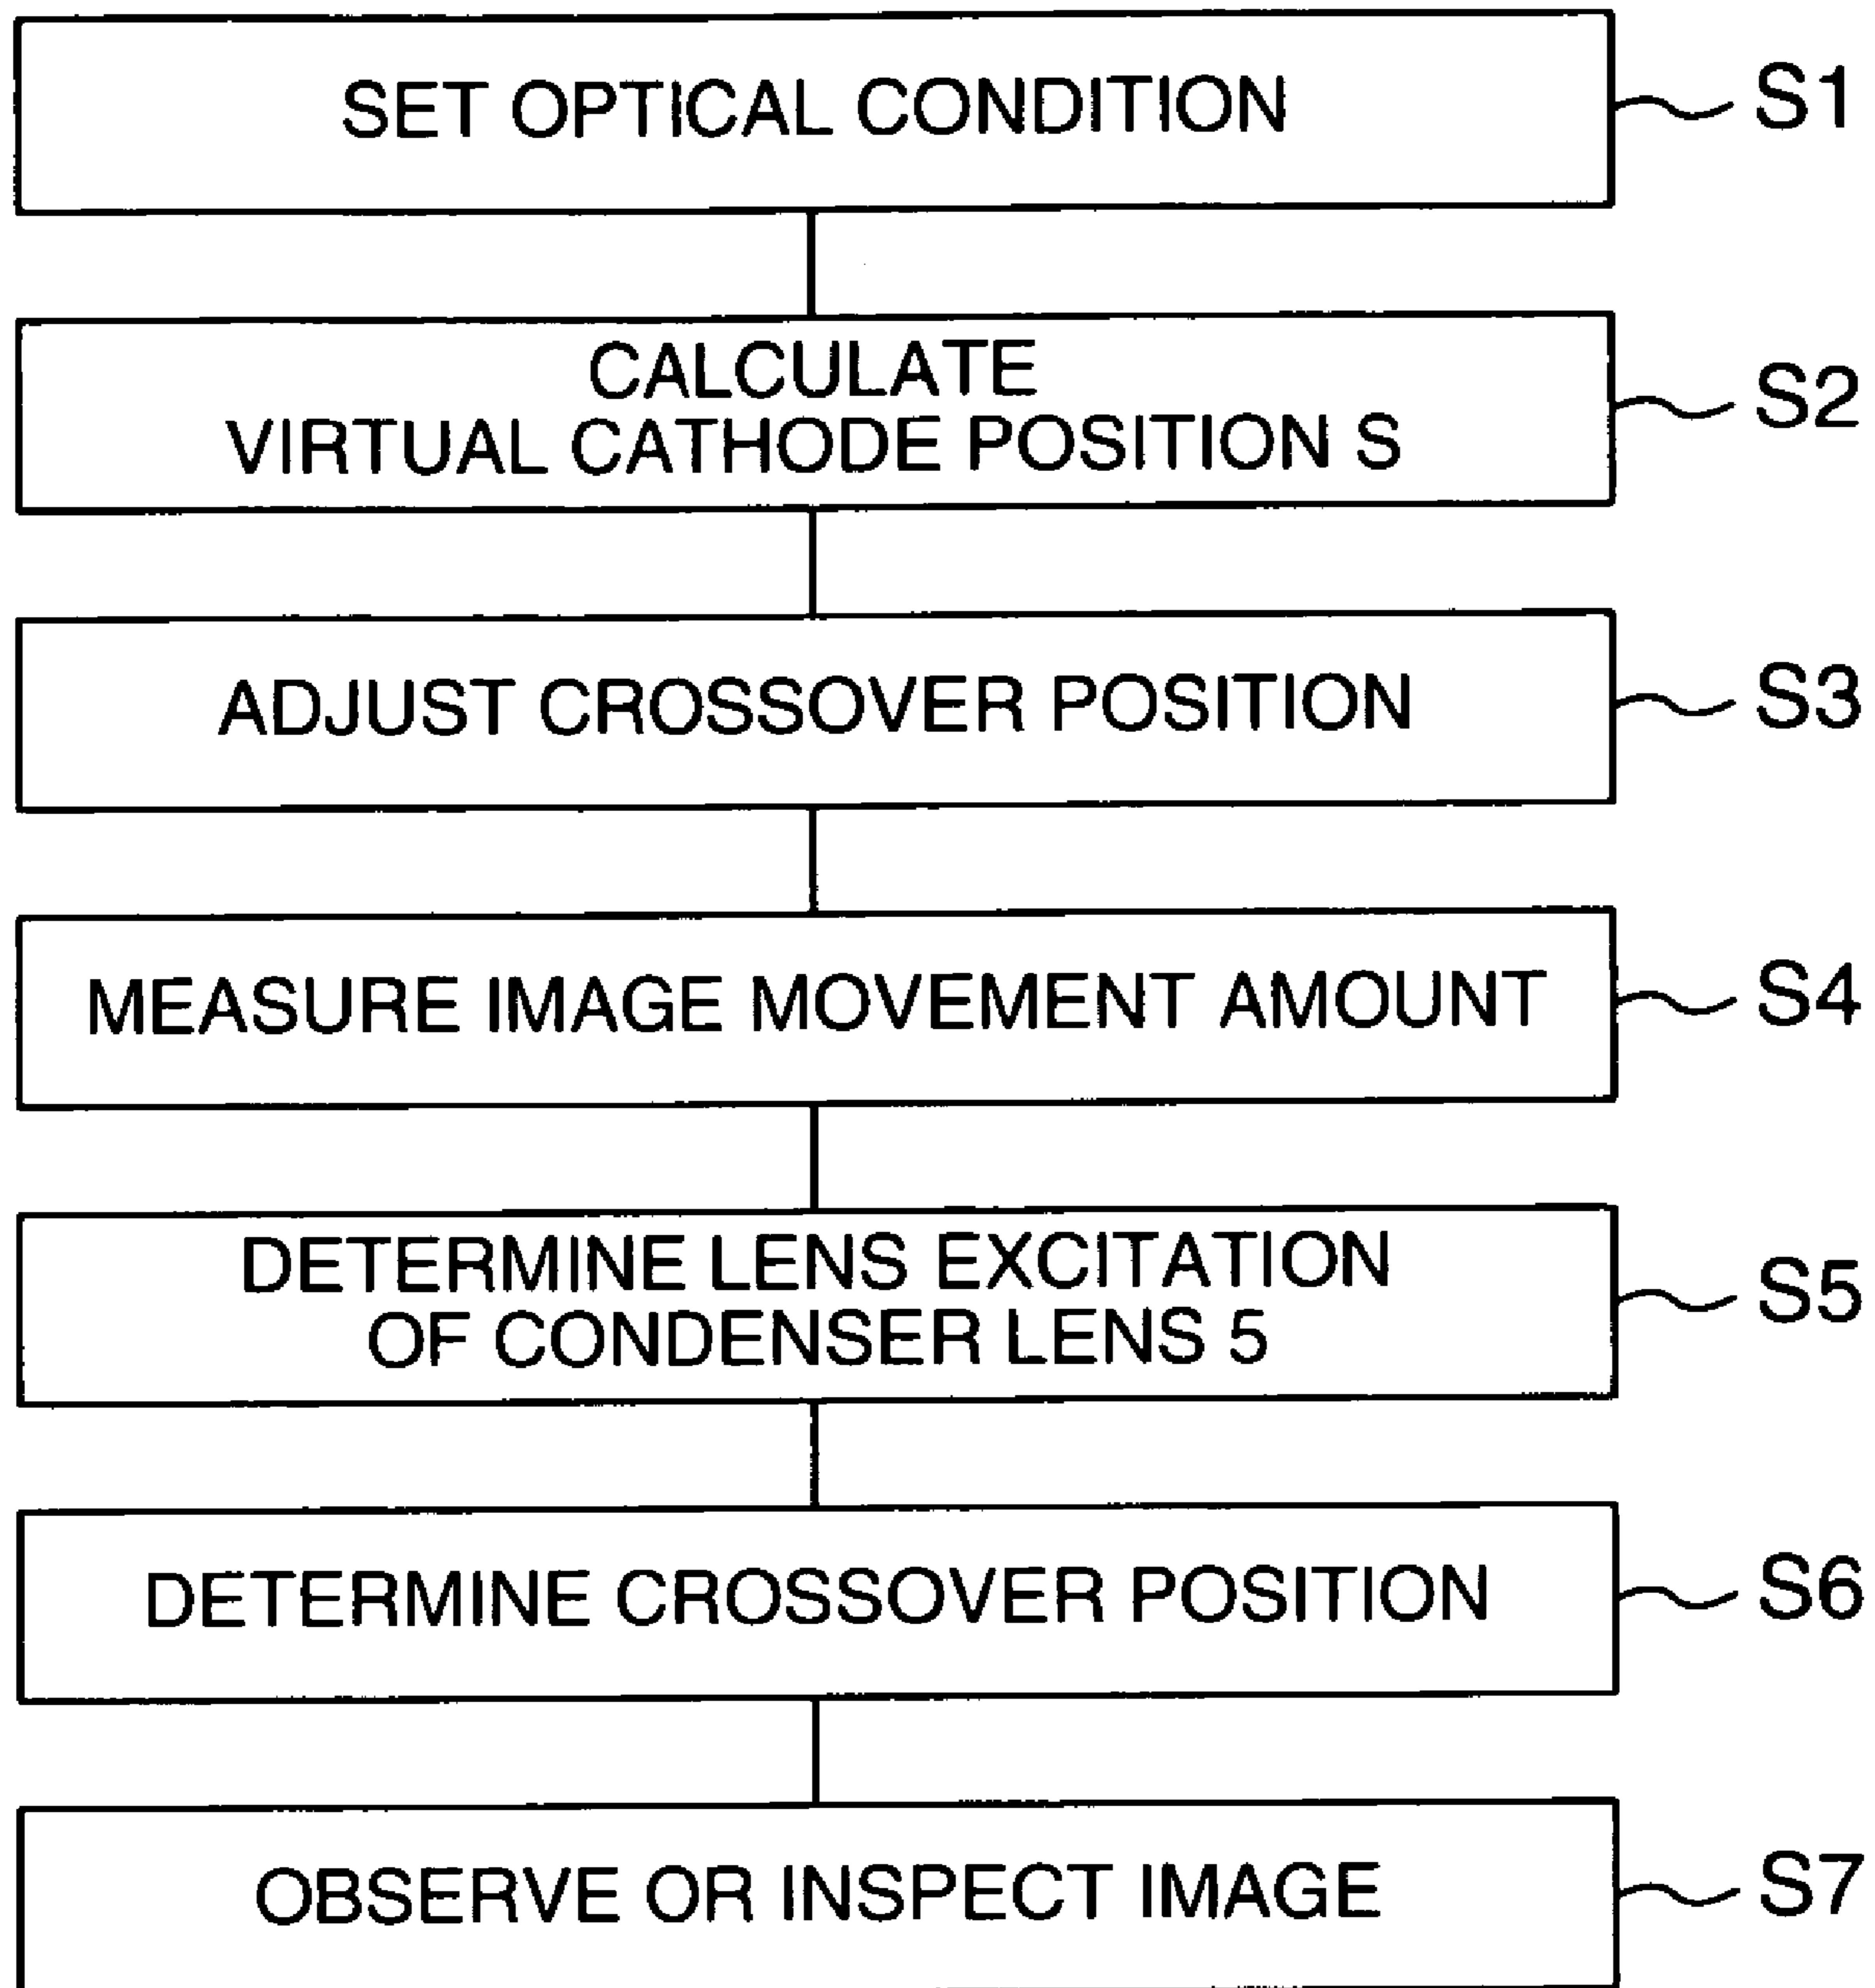 SET OPTICAL CONDITION
S1
CALCULATE
VIRTUAL CATHODE POSITION S
S2
ADJUST CROSSOVER POSITION
S3
MEASURE IMAGE MOVEMENT AMOUNT
S4
DETERMINE LENS EXCITATION
OF CONDENSER LENS 5
S5
DETERMINE CROSSOVER POSITION
S6
OBSERVE OR INSPECT IMAGE
S7